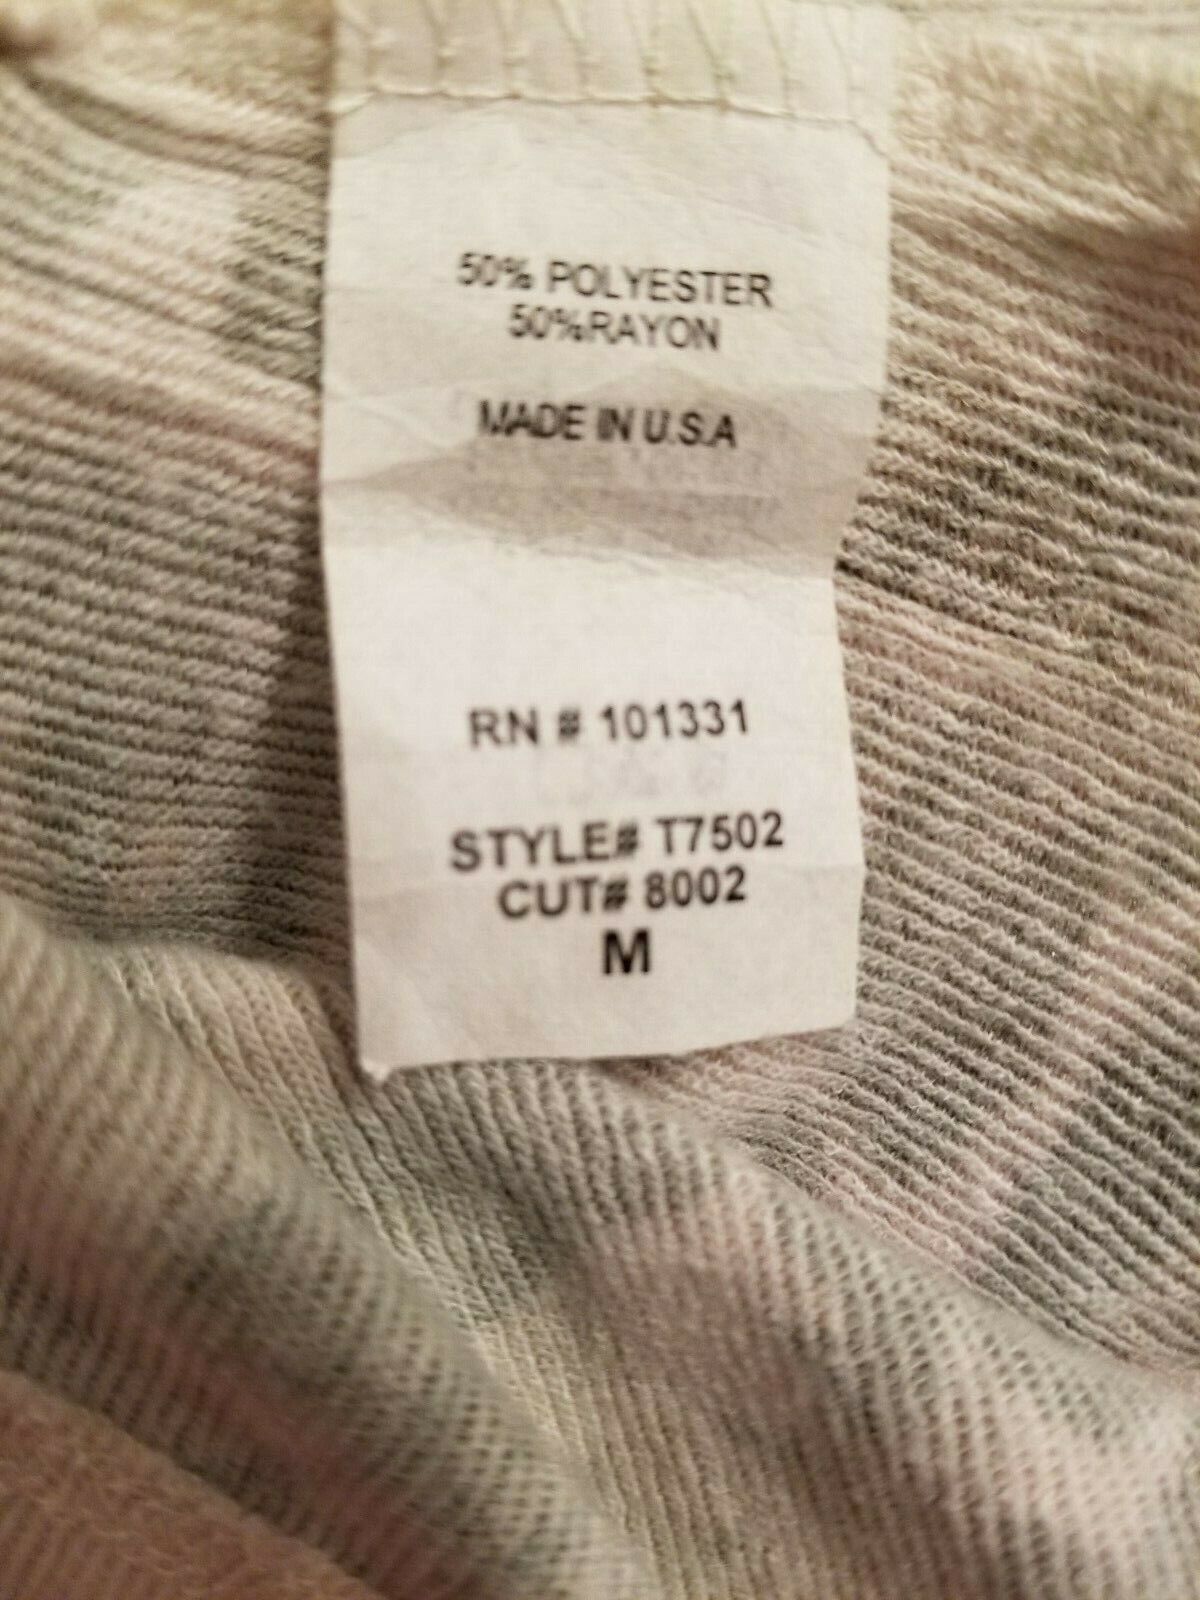 50% POLYESTER
50%RAYON
MADE IN U.S.A
RN # 101331
STYLE# T7502
CUT# 8002
M